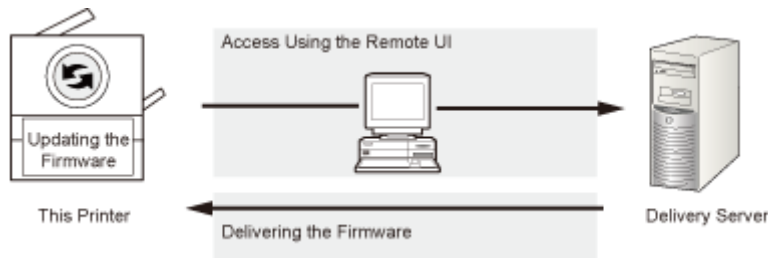 Access Using the Remote UI
Updating the
Firmware
This Printer
Delivery Server
Delivering the Firmware